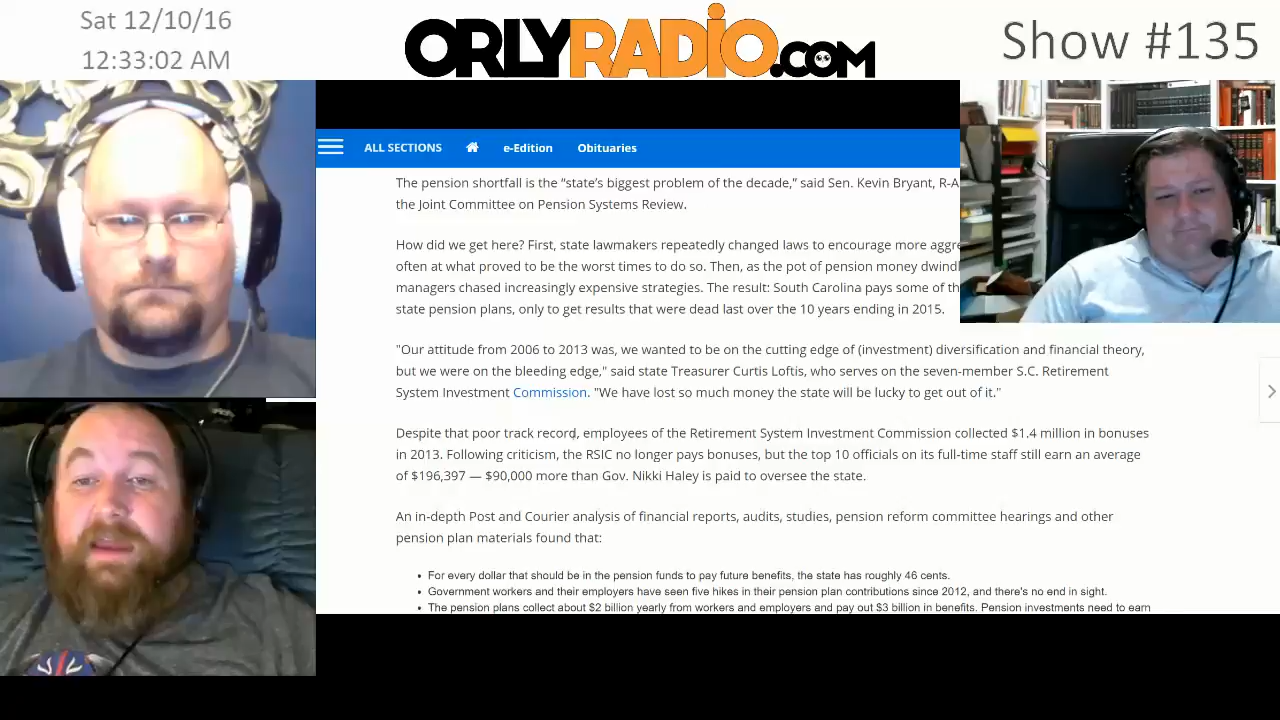 Sat 12/10/16
12:33:02 AM
ORLYRADiO.COM
Show #135
ALL SECTIONS e-Edition Obituaries
The pension shortfall is the “state’s biggest problem of the decade,” said Sen. Kevin Bryant, R-A
the Joint Committee on Pension Systems Review.
How did we get here? First, state lawmakers repeatedly changed laws to encourage more aggre
often at what proved to be the worst times to do so. Then, as the pot of pension money dwindl
managers chased increasingly expensive strategies. The result: South Carolina pays some of th
state pension plans, only to get results that were dead last over the 10 years ending in 2015.
"Our attitude from 2006 to 2013 was, we wanted to be on the cutting edge of (investment) diversification and financial theory,
but we were on the bleeding edge," said state Treasurer Curtis Loftis, who serves on the seven-member S.C. Retirement
System Investment Commission. "We have lost so much money the state will be lucky to get out of it."
Despite that poor track record, employees of the Retirement System Investment Commission collected $1.4 million in bonuses
in 2013. Following criticism, the RSIC no longer pays bonuses, but the top 10 officials on its full-time staff still earn an average
of $196,397 — $90,000 more than Gov. Nikki Haley is paid to oversee the state.
An in-depth Post and Courier analysis of financial reports, audits, studies, pension reform committee hearings and other
pension plan materials found that:
• For every dollar that should be in the pension funds to pay future benefits, the state has roughly 46 cents.
• Government workers and their employers have seen five hikes in their pension plan contributions since 2012, and there's no end in sight.
• The pension plans collect about $2 billion yearly from workers and employers and pay out $3 billion in benefits. Pension investments need to earn